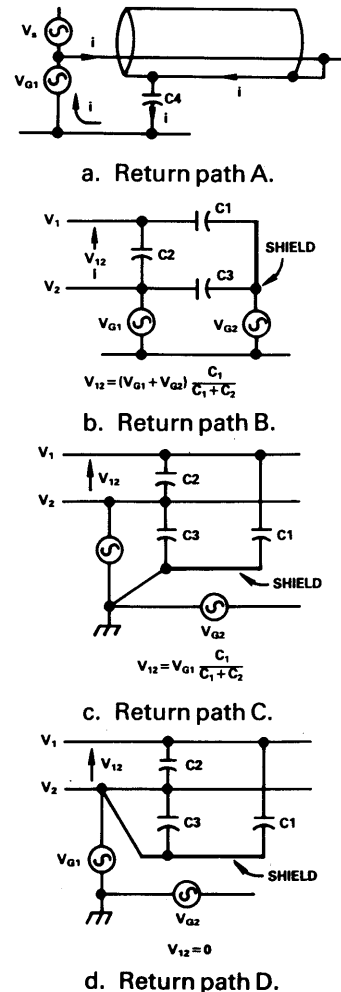 Vs
i
VG1
i
i
C4
i
a. Return path A.
V1
C1
V12
i
C2
SHIELD
V2
C3
VG1
VG2
V12=(VG1+VG2) C1/C1+C2
b. Return path B.
V1
V12
C2
V2
C3
C1
SHIELD
VG2
V12=VG1 C1/C1+C2
c. Return path C.
V1
V12
C2
V2
C3
C1
VG1
SHIELD
VG2
V12=0
d. Return path D.